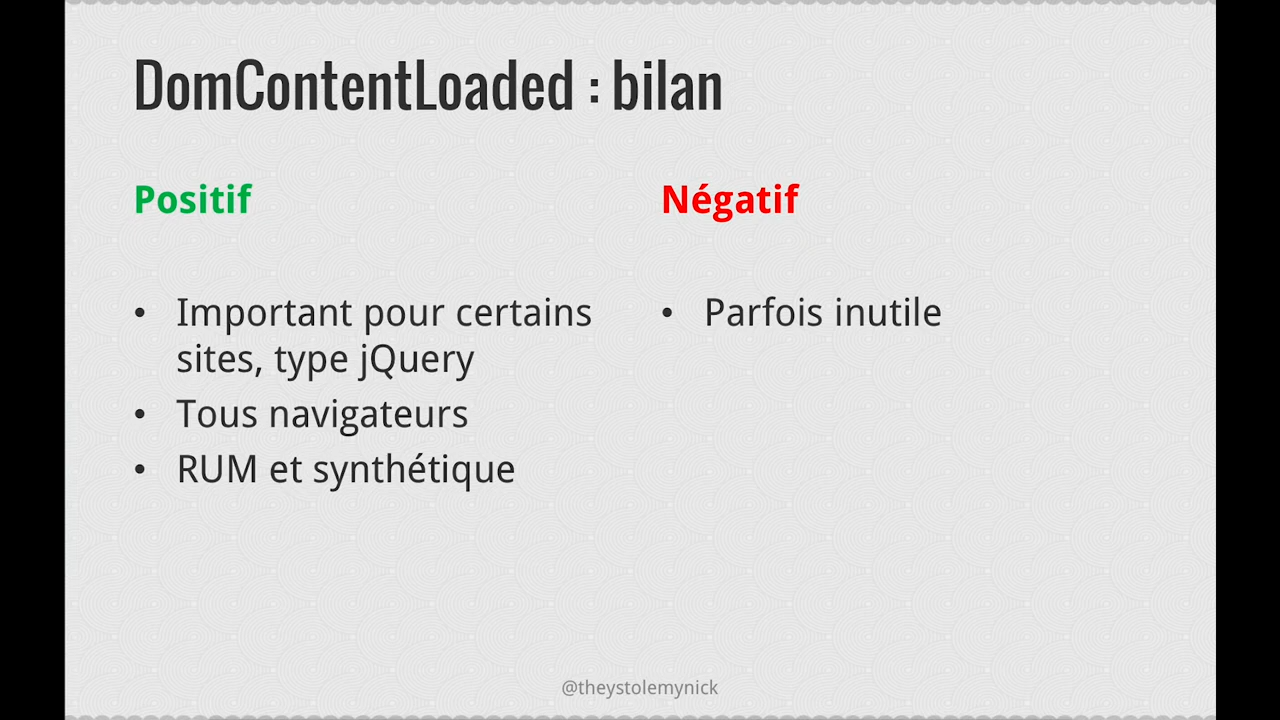 DomContentLoaded : bilan
Positif
• Important pour certains
sites, type jQuery
• Tous navigateurs
• RUM et synthétique
Négatif
• Parfois inutile
@theystolemynick